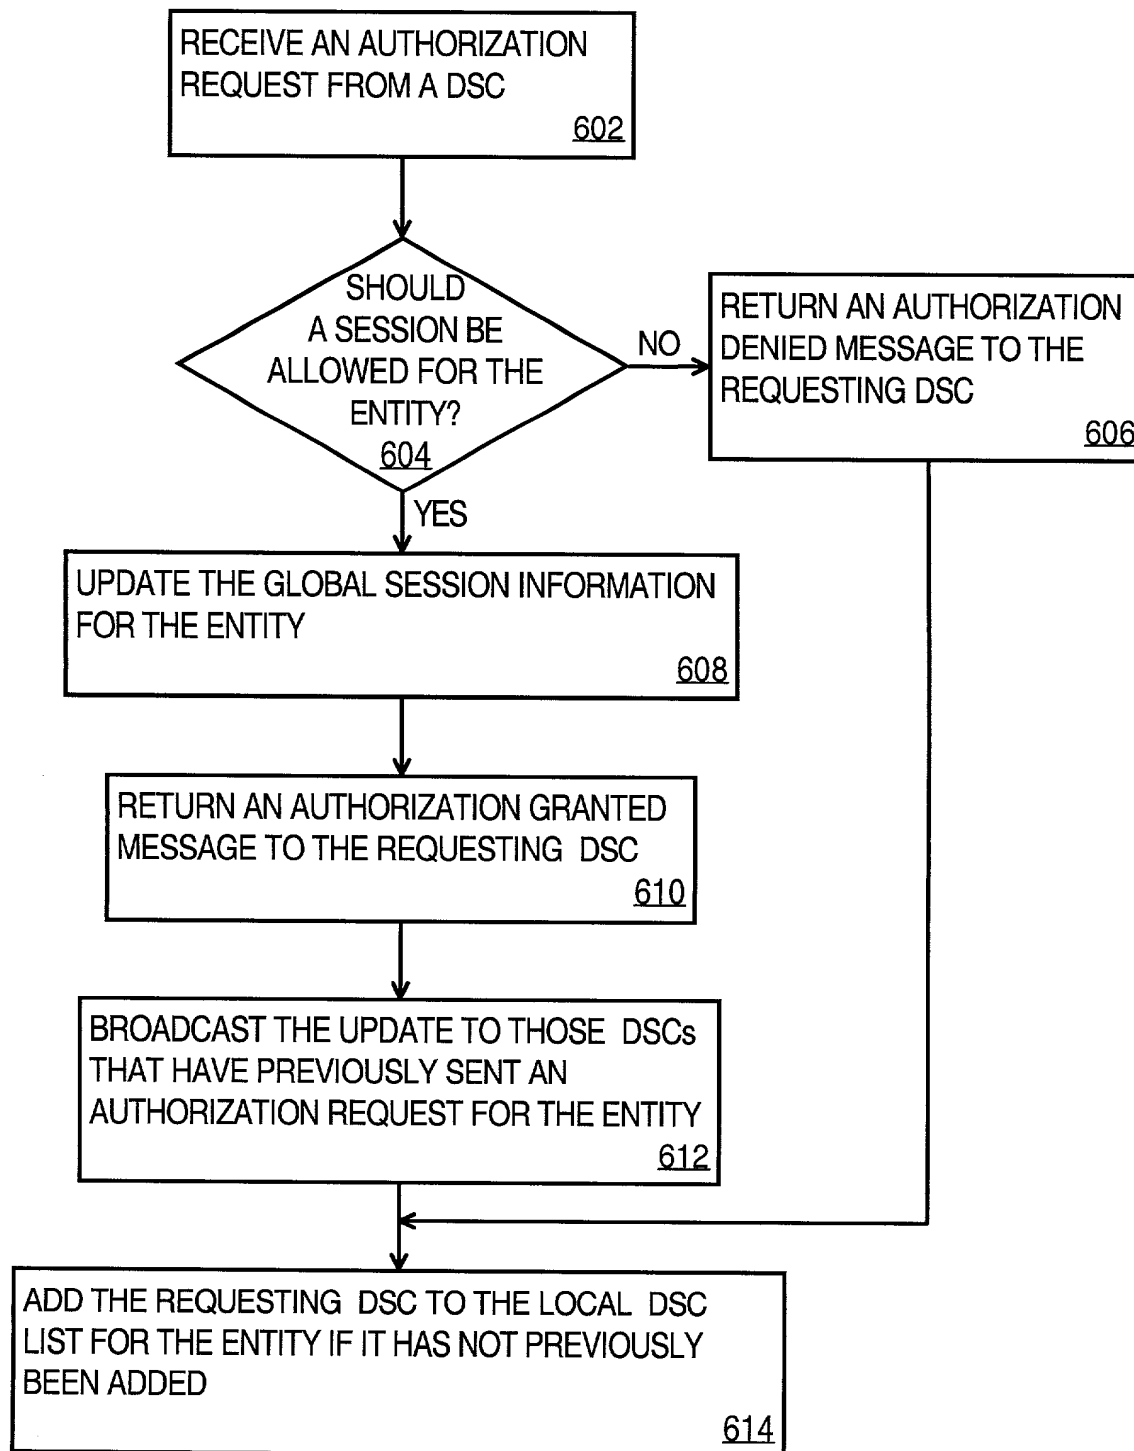 RECEIVE AN AUTHORIZATION
REQUEST FROM A DSC
602
SHOULD
A SESSION BE
ALLOWED FOR THE
ENTITY?
604
NO
RETURN AN AUTHORIZATION
DENIED MESSAGE TO THE
REQUESTING DSC
606
YES
UPDATE THE GLOBAL SESSION INFORMATION
FOR THE ENTITY
608
RETURN AN AUTHORIZATION GRANTED
MESSAGE TO THE REQUESTING DSC
610
BROADCAST THE UPDATE TO THOSE DSCs
THAT HAVE PREVIOUSLY SENT AN
AUTHORIZATION REQUEST FOR THE ENTITY
612
ADD THE REQUESTING DSC TO THE LOCAL DSC
LIST FOR THE ENTITY IF IT HAS NOT PREVIOUSLY
BEEN ADDED
614